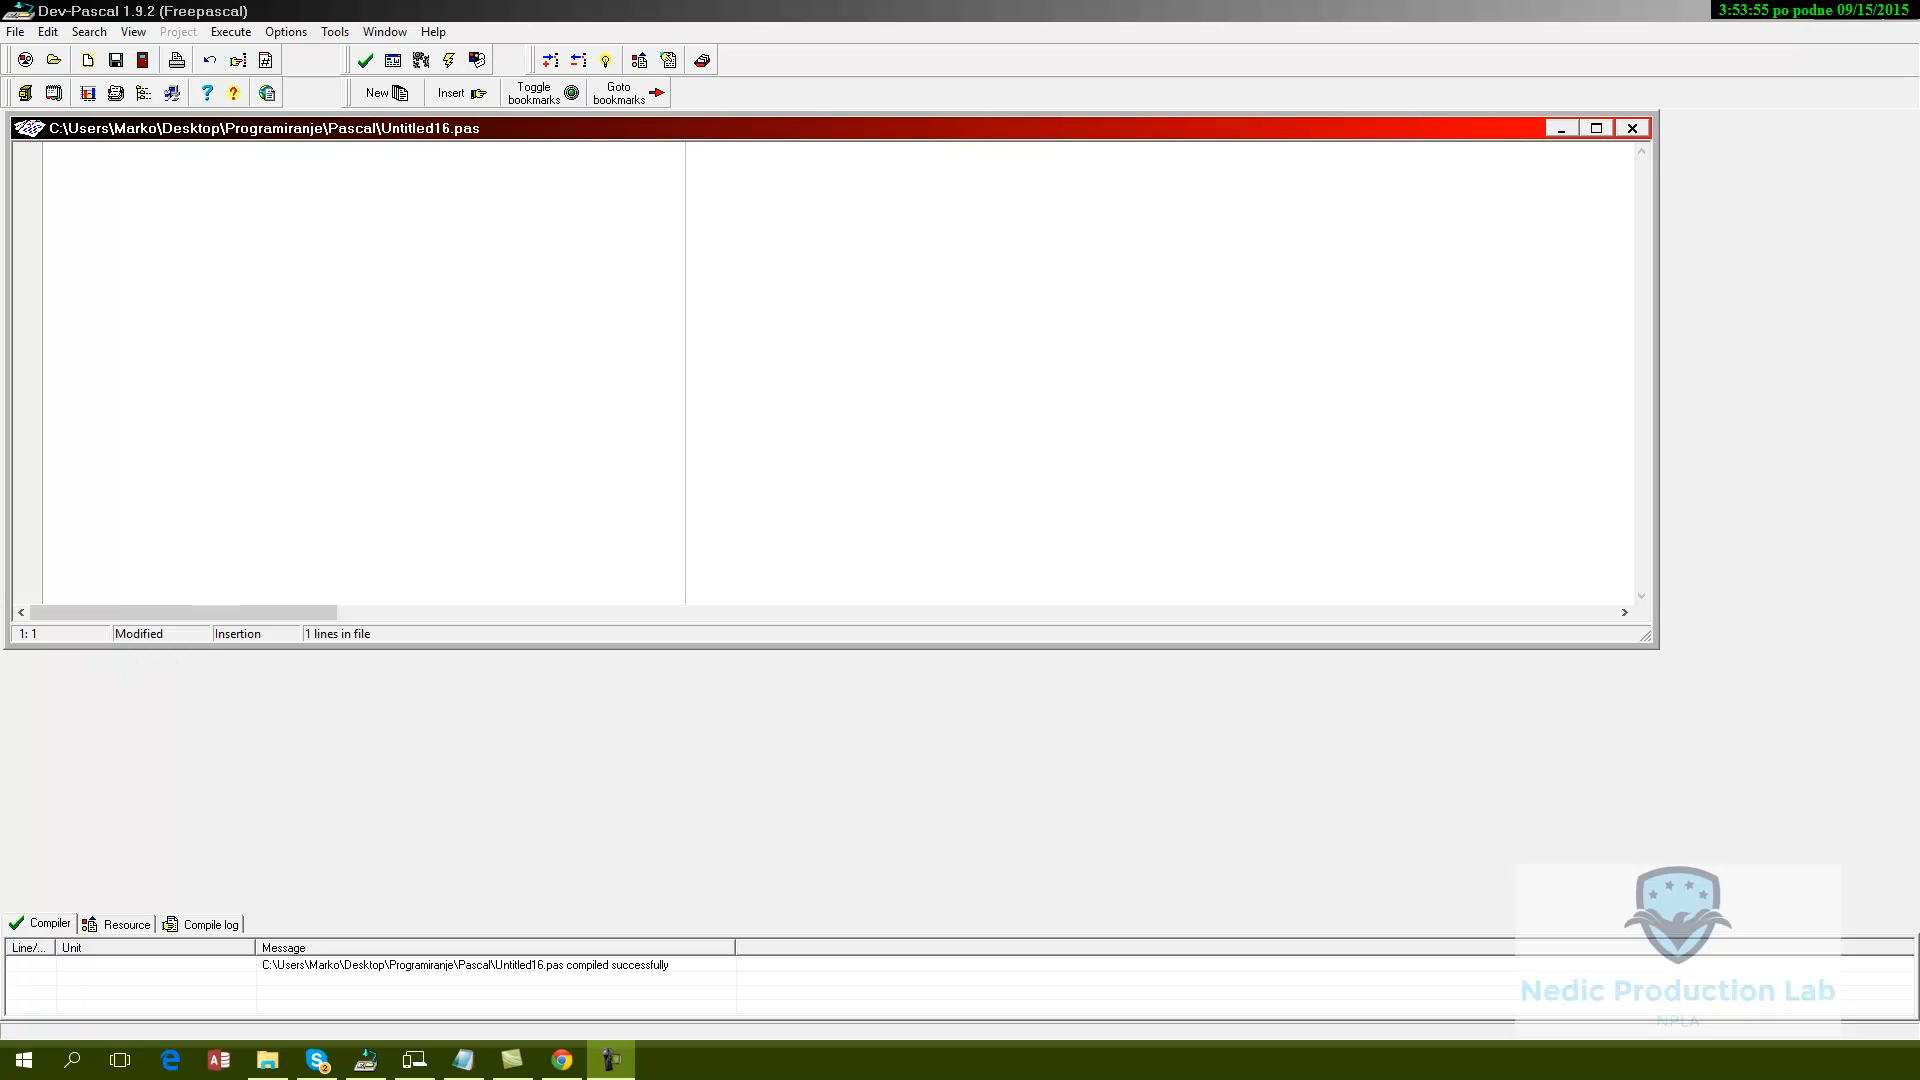 Dev-Pascal 1.9.2 (Freepascal)
3:53:55 po podne 09/15/2015
File Edit Search View Project Execute Options Tools Window Help
New Insert Toggle bookmarks Goto bookmarks
C:\Users\Marko\Desktop\Programiranje\Pascal\Untitled16.pas
1: 1 Modified Insertion 1 lines in file
Compiler Resource Compile log
Line/... Unit Message
C:\Users\Marko\Desktop\Programiranje\Pascal\Untitled16.pas compiled successfully
Nedic Production Lab
NPLA
2